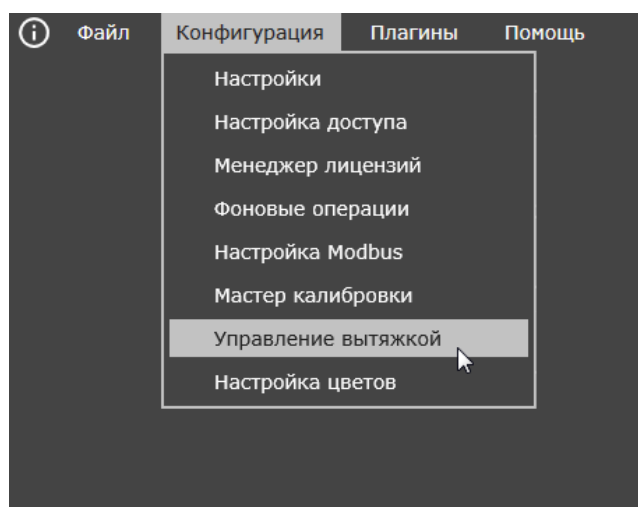 Файл Конфигурация Плагины Помощь
Настройки
Настройка доступа
Менеджер лицензий
Фоновые операции
Настройка Modbus
Мастер калибровки
Управление вытяжкой
Настройка цветов